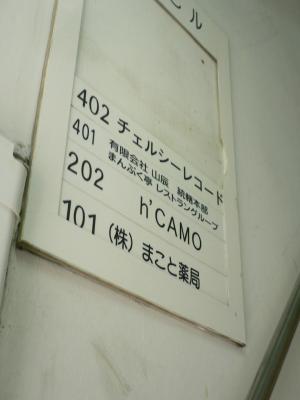 ビル
402 チェルシーレコード
401 有限会社 山辰 統轄本部
まんぷく亭 レストラングループ
202 h'CAMO
101 (株) まこと薬局